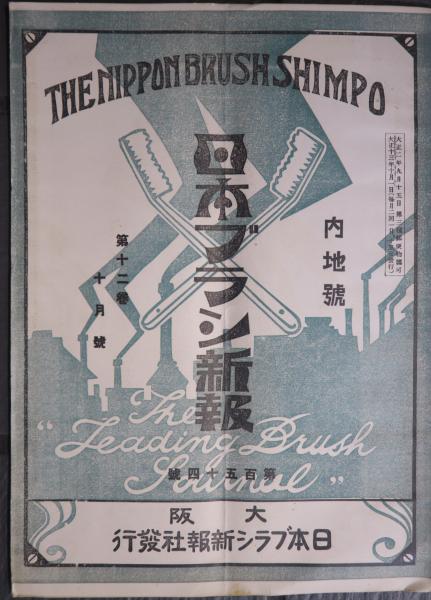 THE NIPPON BRUSH SHIMPO
日本ブラシ新報
內地號
第十二卷
十月號
The
"Leading Brush
Journal"
號四十五百第
阪大
行發社報新シラブ本日